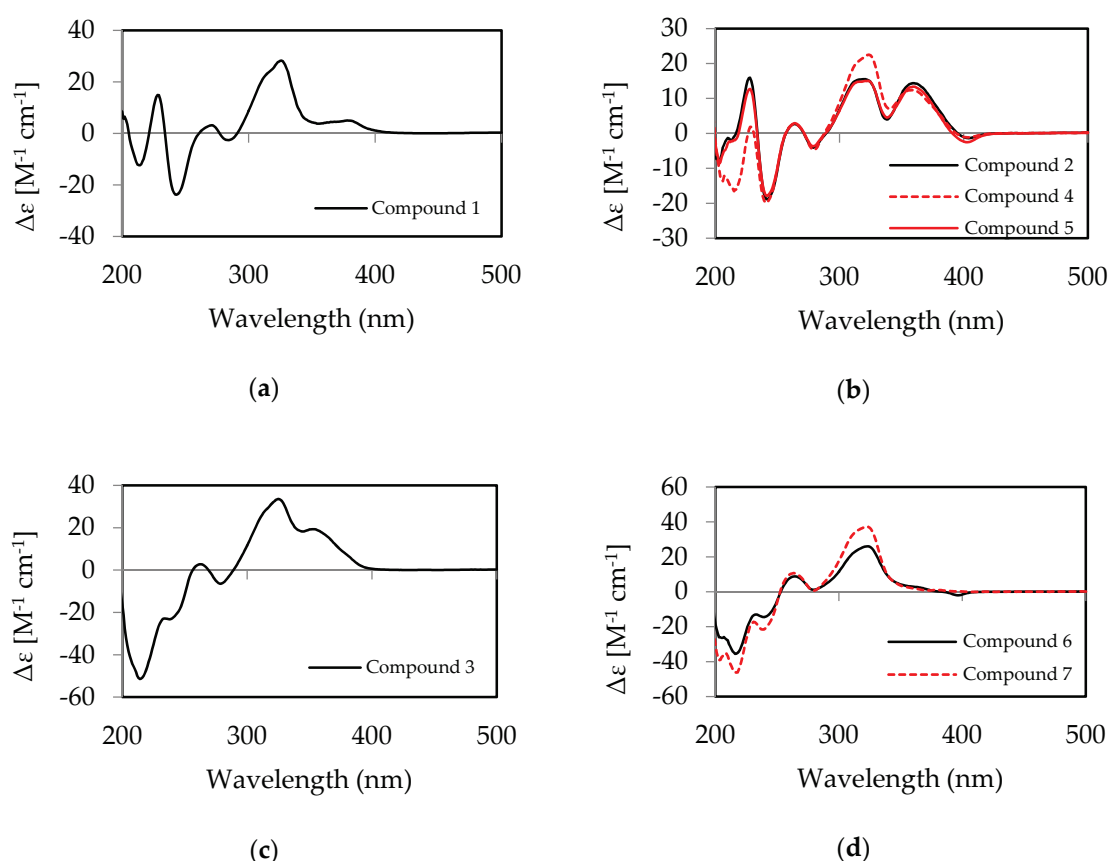 40
20
0
-20
-40
Δε [M⁻¹ cm⁻¹]
Compound 1
200 300 400 500
Wavelength (nm)
(a)
30
20
10
0
-10
-20
-30
Δε [M⁻¹ cm⁻¹]
Compound 2
Compound 4
Compound 5
200 300 400 500
Wavelength (nm)
(b)
40
20
0
-20
-40
-60
Δε [M⁻¹ cm⁻¹]
Compound 3
200 300 400 500
Wavelength (nm)
(c)
60
40
20
0
-20
-40
-60
Δε [M⁻¹ cm⁻¹]
Compound 6
Compound 7
200 300 400 500
Wavelength (nm)
(d)